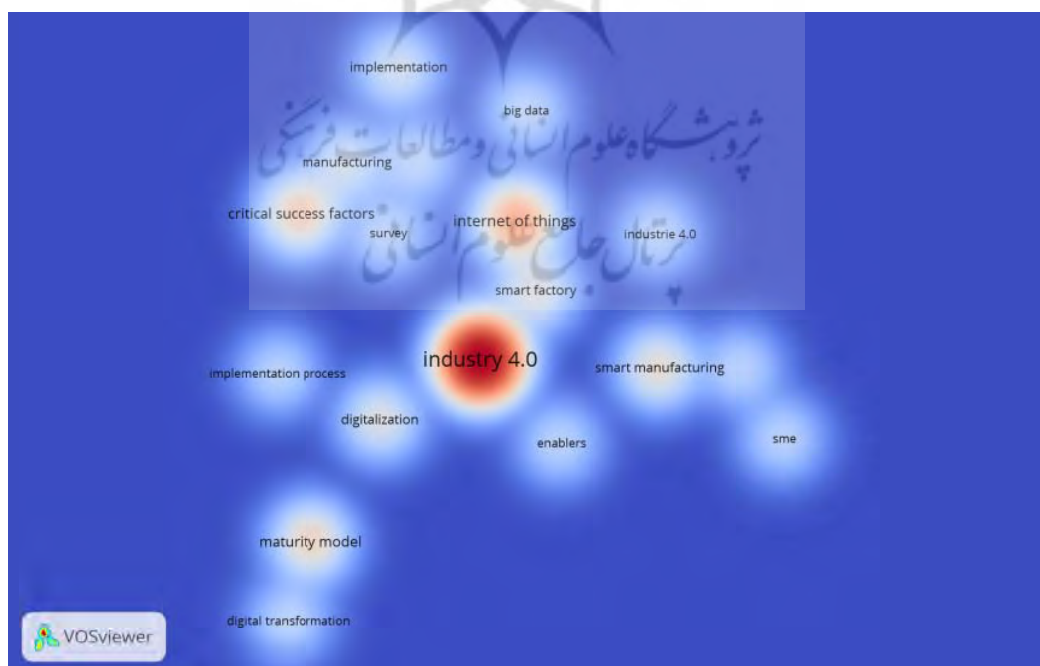 implementation
big data
پژوهشگاه علوم انسانی و مطالعات فرهنگی
manufacturing
critical success factors
internet of things
survey
industrie 4.0
پرتال جامع علوم انسانی
smart factory
industry 4.0
smart manufacturing
implementation process
digitalization
enablers
sme
maturity model
digital transformation
VOSviewer